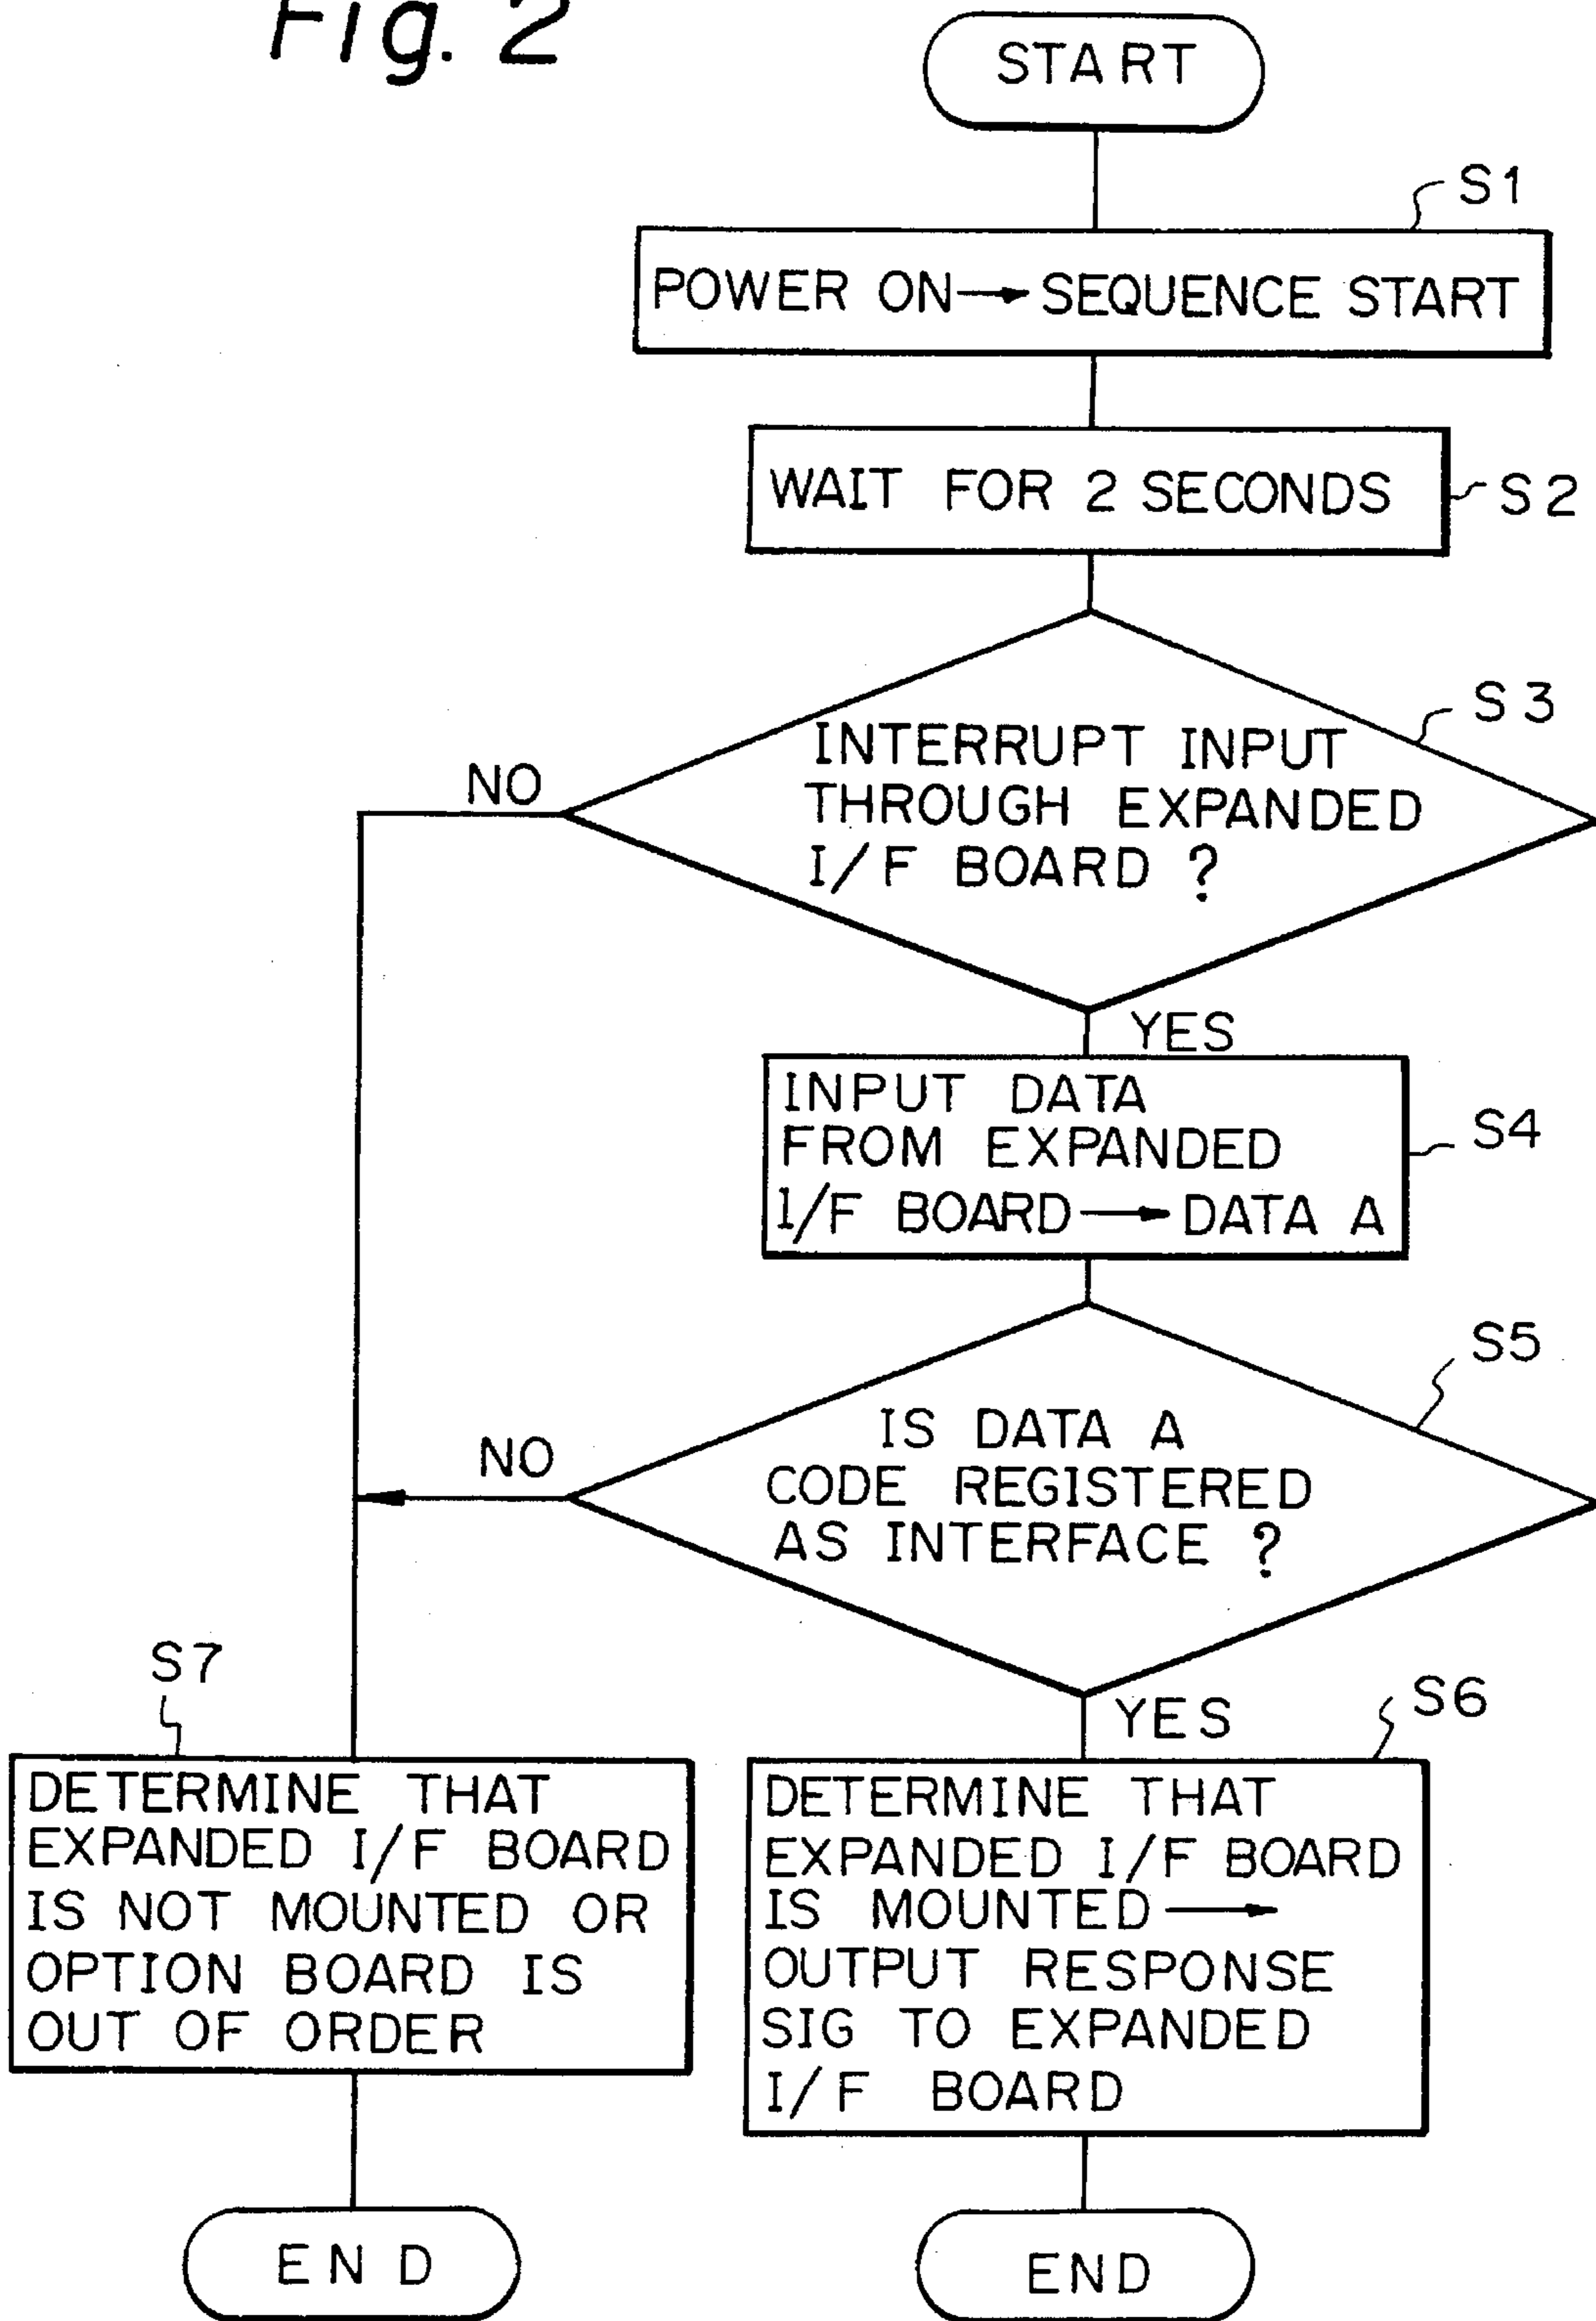 Fig. 2
START
S1
POWER ON→SEQUENCE START
WAIT FOR 2 SECONDS
S2
S3
INTERRUPT INPUT
THROUGH EXPANDED
I/F BOARD ?
NO
YES
INPUT DATA
FROM EXPANDED
I/F BOARD→DATA A
S4
S5
IS DATA A
CODE REGISTERED
AS INTERFACE ?
NO
YES
S7
DETERMINE THAT
EXPANDED I/F BOARD
IS NOT MOUNTED OR
OPTION BOARD IS
OUT OF ORDER
S6
DETERMINE THAT
EXPANDED I/F BOARD
IS MOUNTED→
OUTPUT RESPONSE
SIG TO EXPANDED
I/F BOARD
END
END